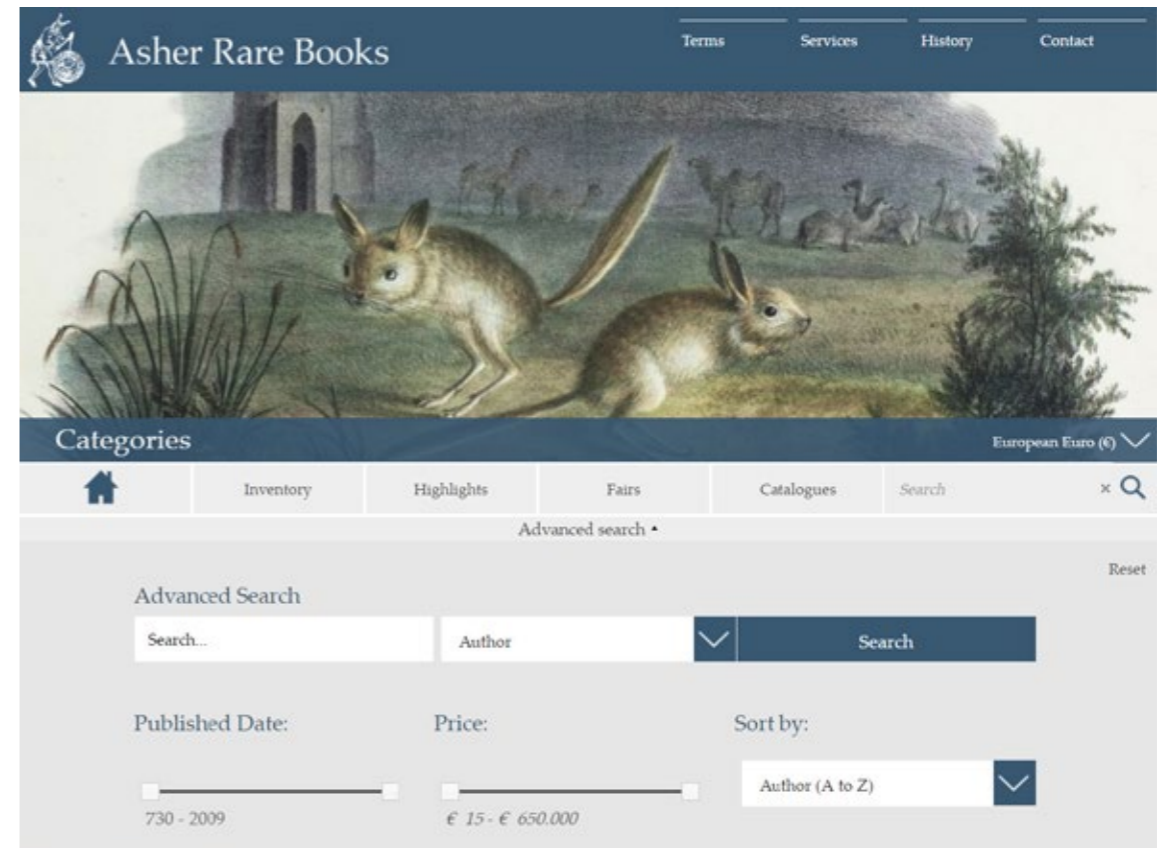 Asher Rare Books
Terms Services History Contact
Categories
European Euro (€)
Inventory Highlights Fairs Catalogues Search ×
Advanced search
Reset
Advanced Search
Search... Author Search
Published Date: Price: Sort by:
Author (A to Z)
730 - 2009 € 15 - € 650.000